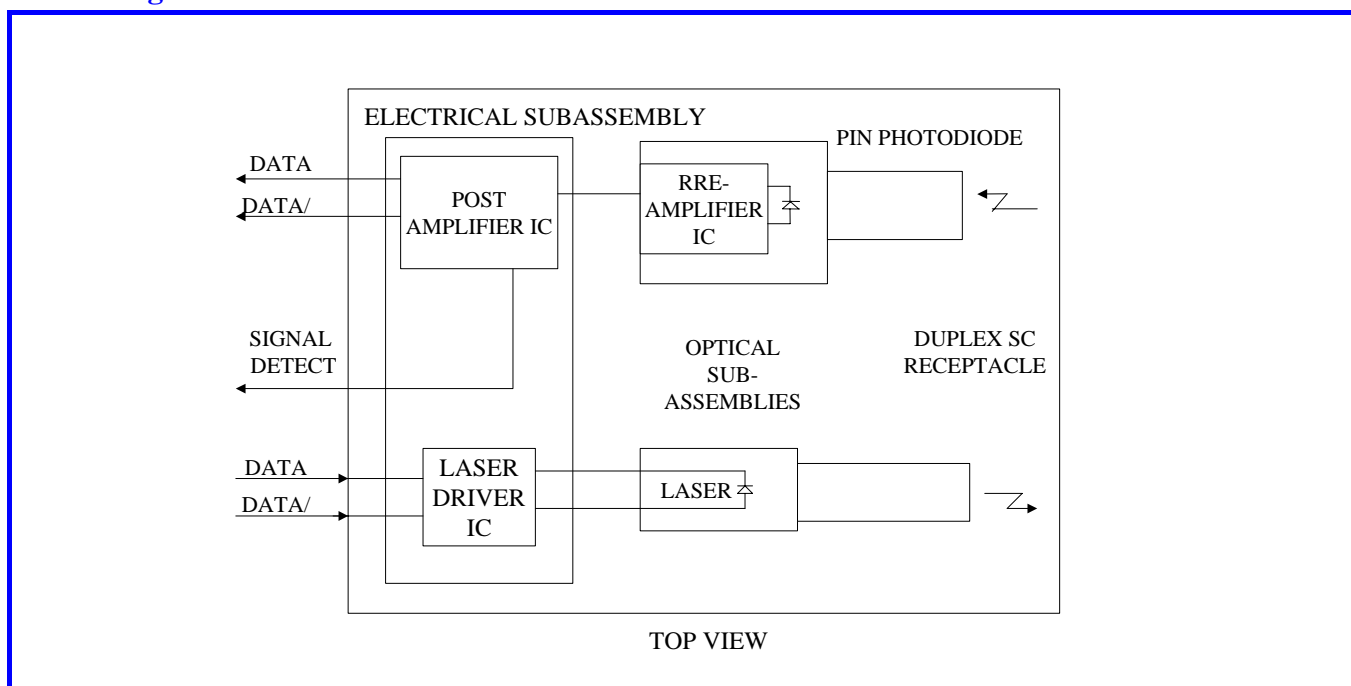 ELECTRICAL SUBASSEMBLY
PIN PHOTODIODE
DATA
DATA/
POST
AMPLIFIER IC
RRE-
AMPLIFIER
IC
SIGNAL
DETECT
OPTICAL
SUB-
ASSEMBLIES
DUPLEX SC
RECEPTACLE
DATA
DATA/
LASER
DRIVER
IC
LASER
TOP VIEW